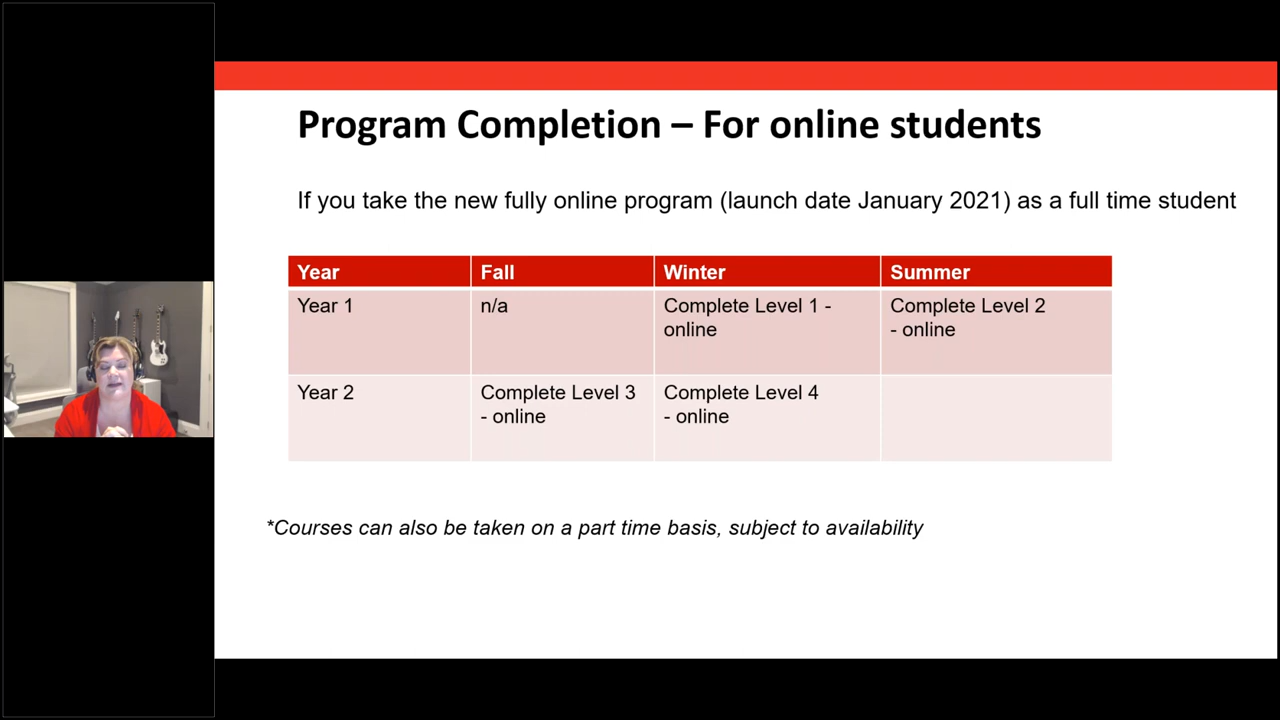 Program Completion – For online students
If you take the new fully online program (launch date January 2021) as a full time student
Year Fall Winter Summer
Year 1 n/a Complete Level 1 - Complete Level 2
online - online
Year 2 Complete Level 3 Complete Level 4
- online - online
*Courses can also be taken on a part time basis, subject to availability